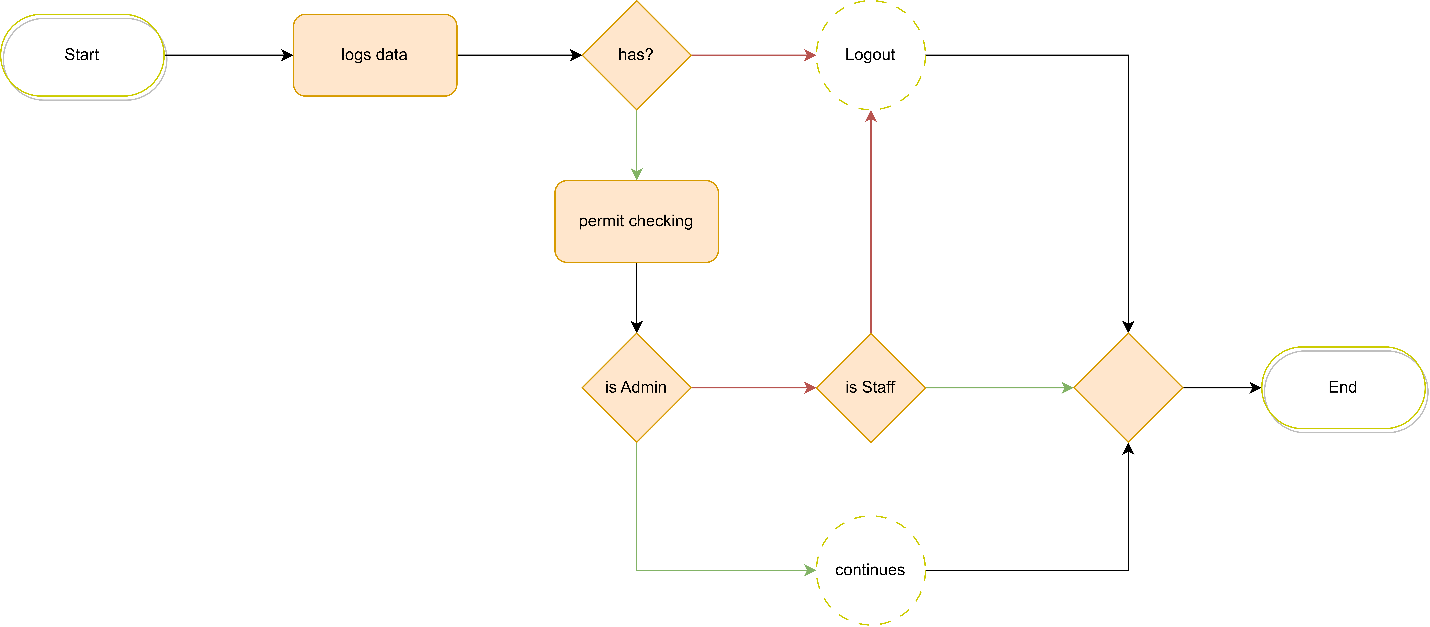 Start
logs data
has?
Logout
permit checking
is Admin
is Staff
End
continues